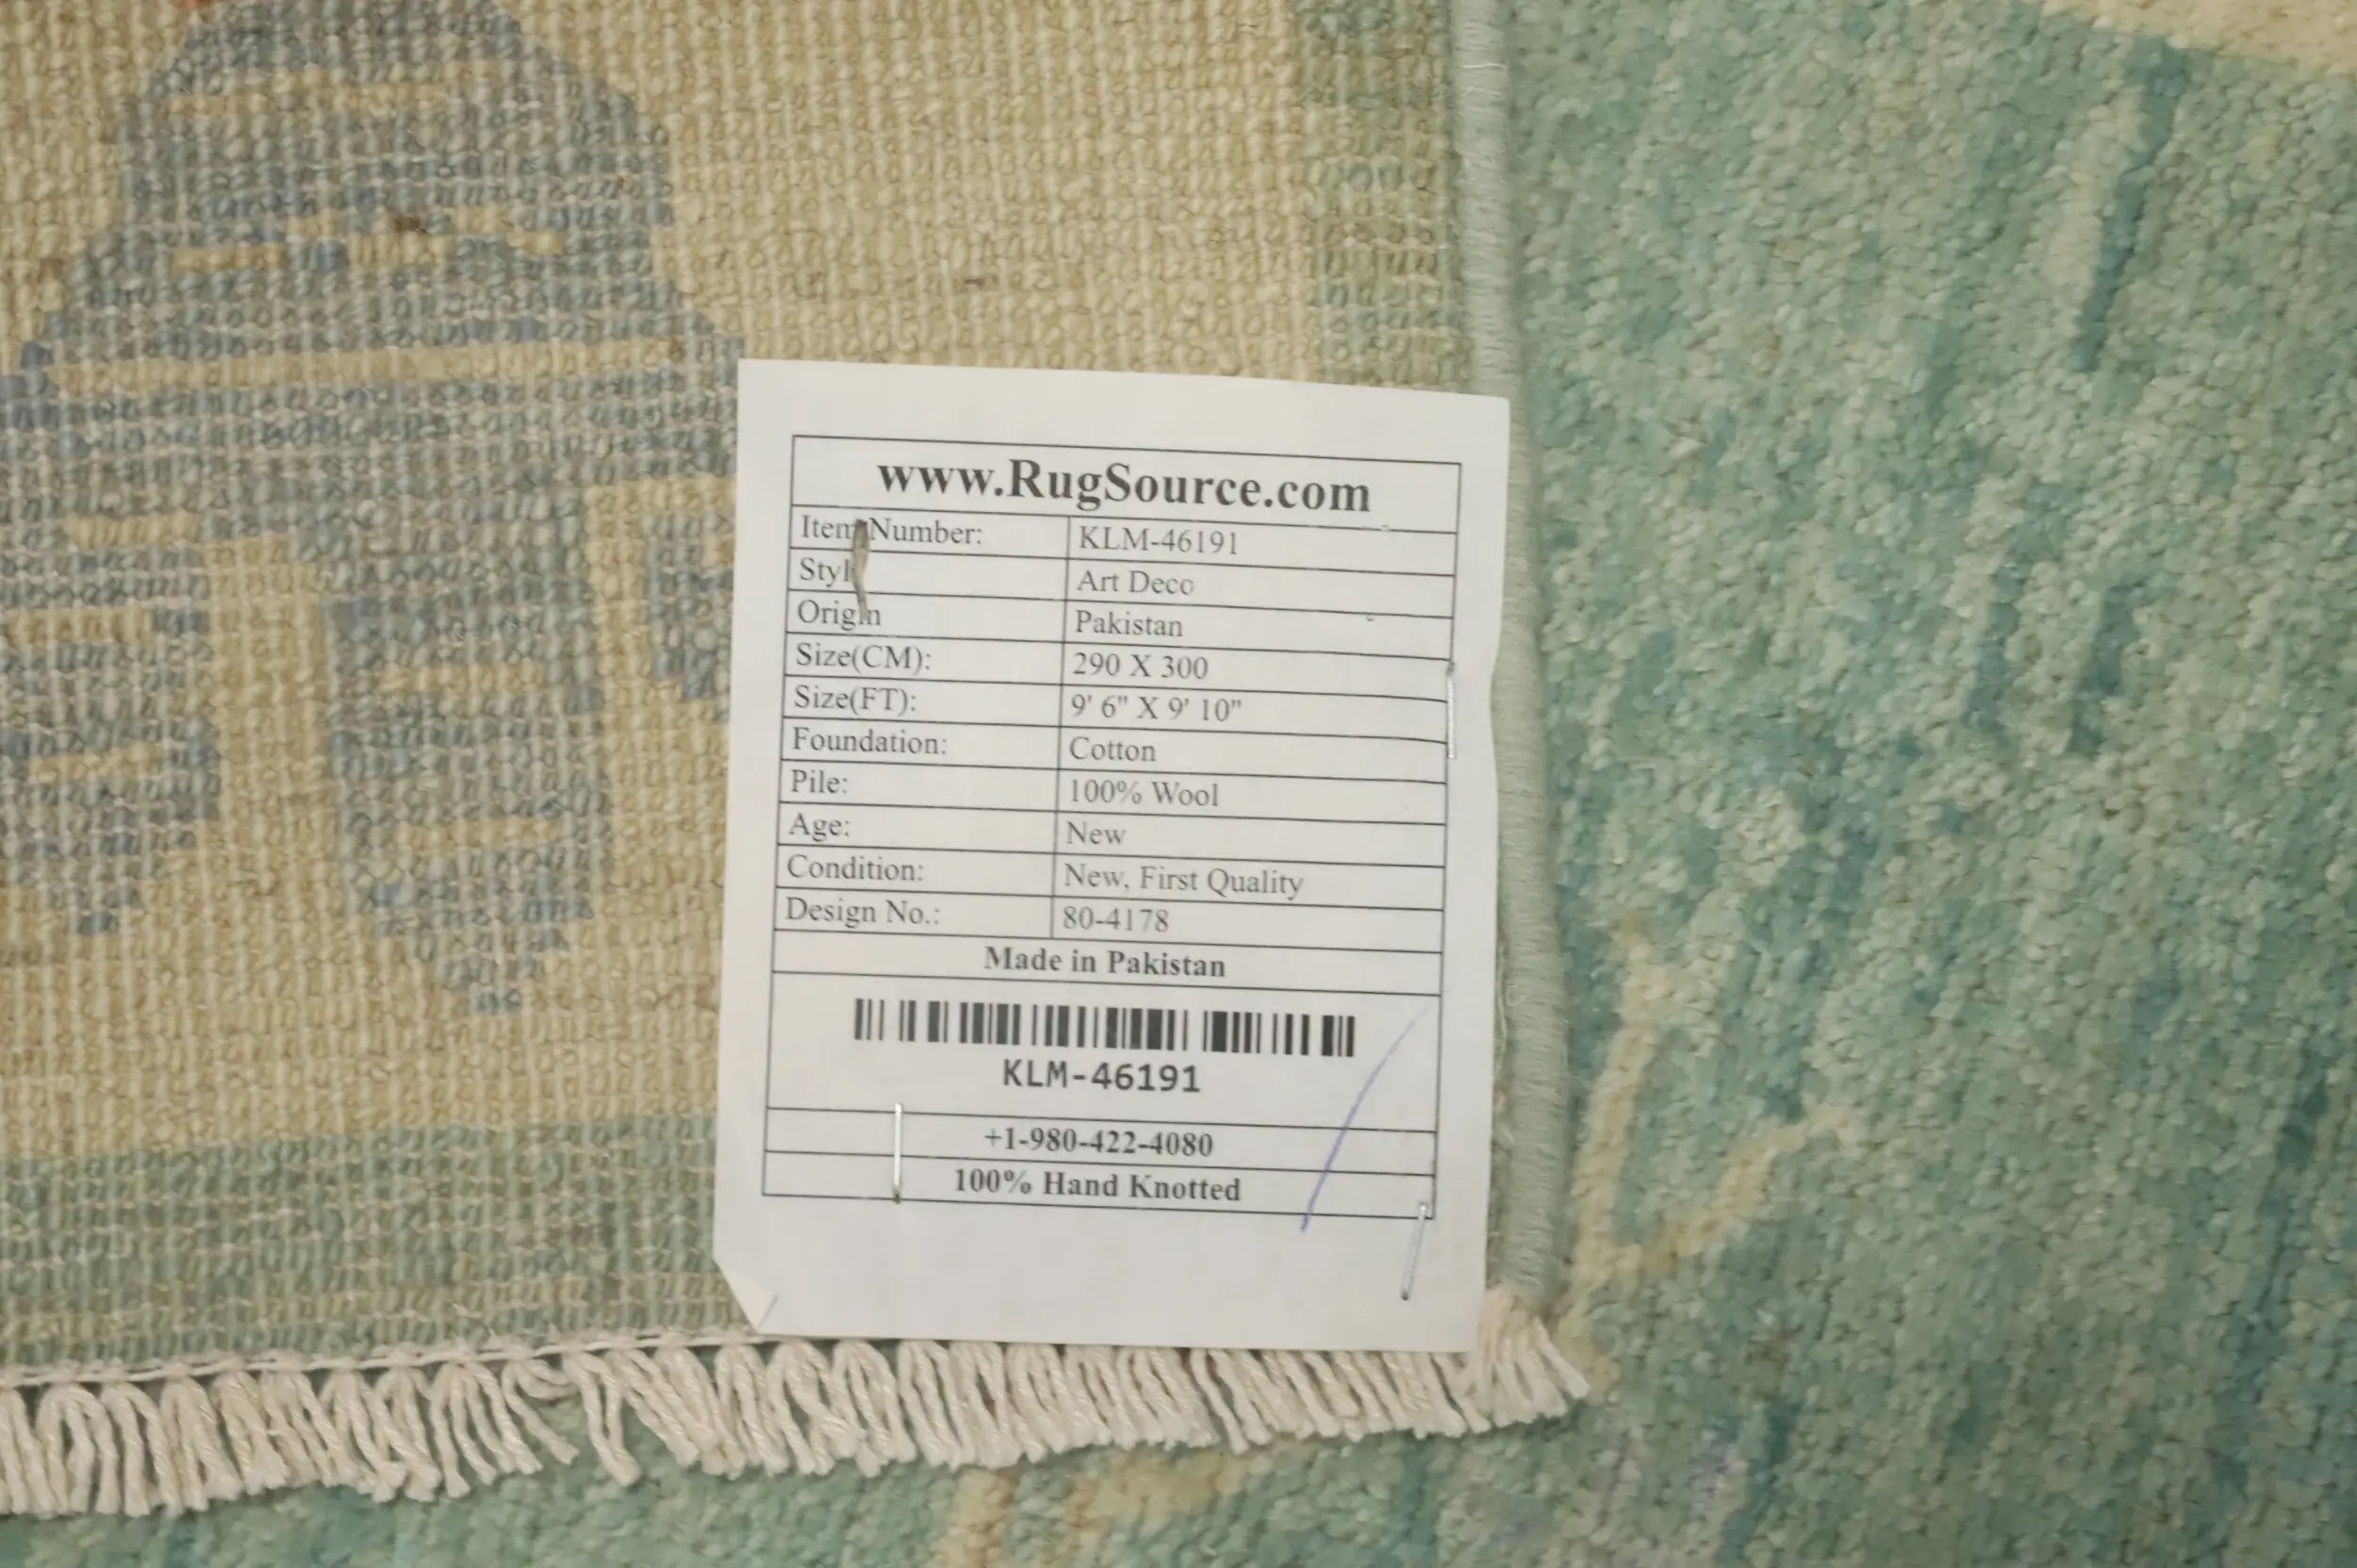 www.RugSource.com
Item Number: KLM-46191
Styl Art Deco
Origin Pakistan
Size(CM): 290 X 300
Size(FT): 9' 6" X 9' 10"
Foundation: Cotton
Pile: 100% Wool
Age: New
Condition: New, First Quality
Design No.: 80-4178
Made in Pakistan
KLM-46191
+1-980-422-4080
100% Hand Knotted